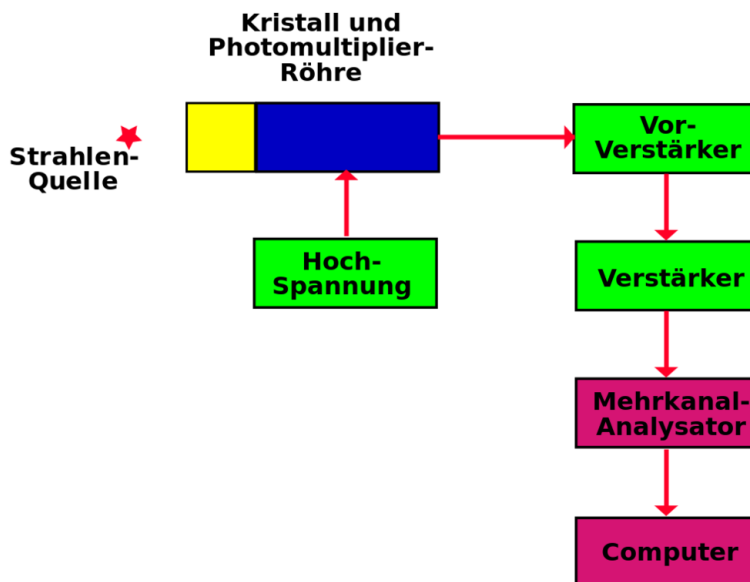 Kristall und
Photomultiplier-
Röhre
Strahlen-
Quelle
Vor-
Verstärker
Hoch-
Spannung
Verstärker
Mehrkanal-
Analysator
Computer